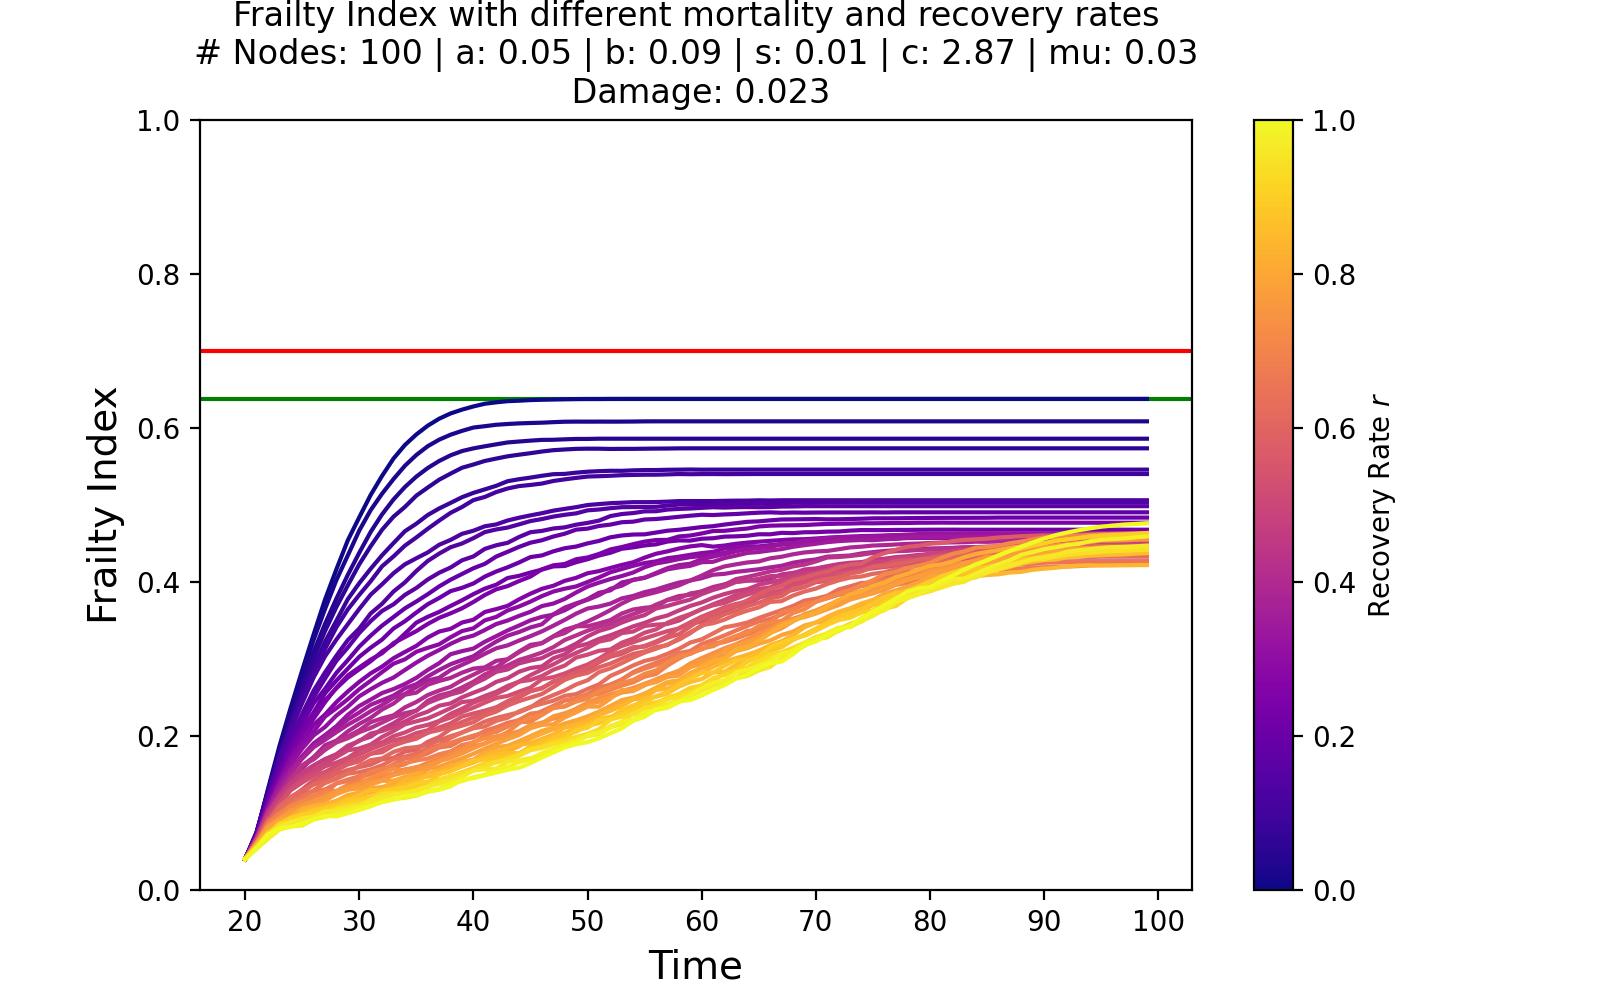 Frailty Index with different mortality and recovery rates
# Nodes: 100 | a: 0.05 | b: 0.09 | s: 0.01 | c: 2.87 | mu: 0.03
Damage: 0.023
1.0
0.8
0.6
0.4
0.2
0.0
Frailty Index
20 30 40 50 60 70 80 90 100
Time
1.0
0.8
0.6
0.4
0.2
0.0
Recovery Rate r